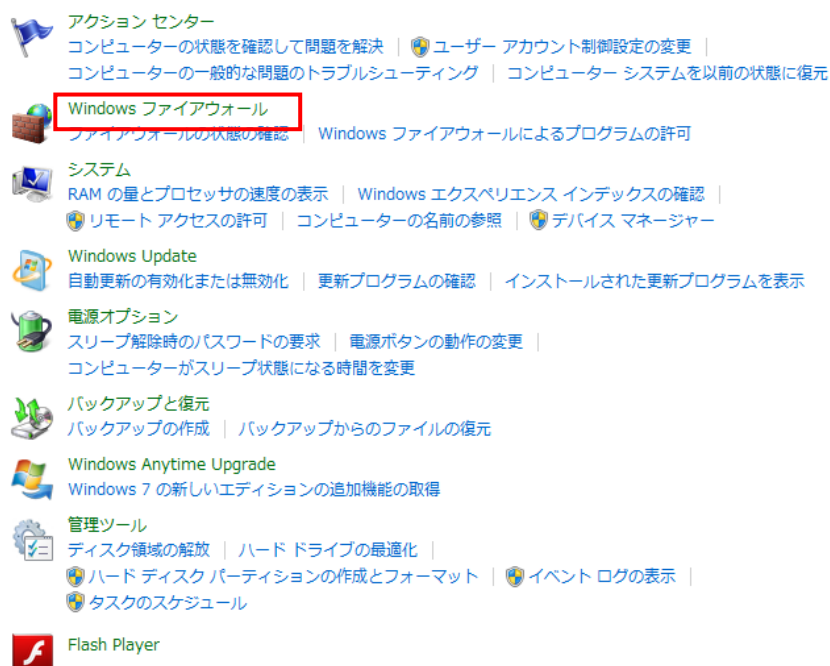 アクション センター
コンピューターの状態を確認して問題を解決 | ユーザー アカウント制御設定の変更 |
コンピューターの一般的な問題のトラブルシューティング | コンピューター システムを以前の状態に復元
Windows ファイアウォール
ファイアウォールの状態の確認 | Windows ファイアウォールによるプログラムの許可
システム
RAM の量とプロセッサの速度の表示 | Windows エクスペリエンス インデックスの確認 |
リモート アクセスの許可 | コンピューターの名前の参照 | デバイス マネージャー
Windows Update
自動更新の有効化または無効化 | 更新プログラムの確認 | インストールされた更新プログラムを表示
電源オプション
スリープ解除時のパスワードの要求 | 電源ボタンの動作の変更 |
コンピューターがスリープ状態になる時間を変更
バックアップと復元
バックアップの作成 | バックアップからのファイルの復元
Windows Anytime Upgrade
Windows 7 の新しいエディションの追加機能の取得
管理ツール
ディスク領域の解放 | ハード ドライブの最適化 |
ハード ディスク パーティションの作成とフォーマット | イベント ログの表示 |
タスクのスケジュール
Flash Player